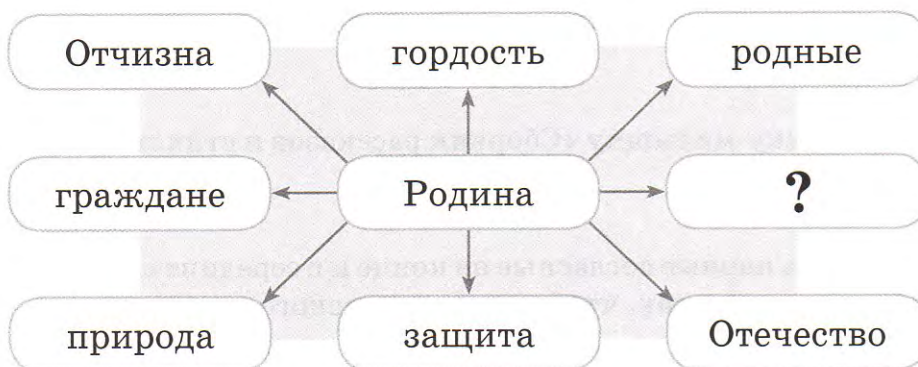 Отчизна гордость родные
граждане Родина ?
природа защита Отечество